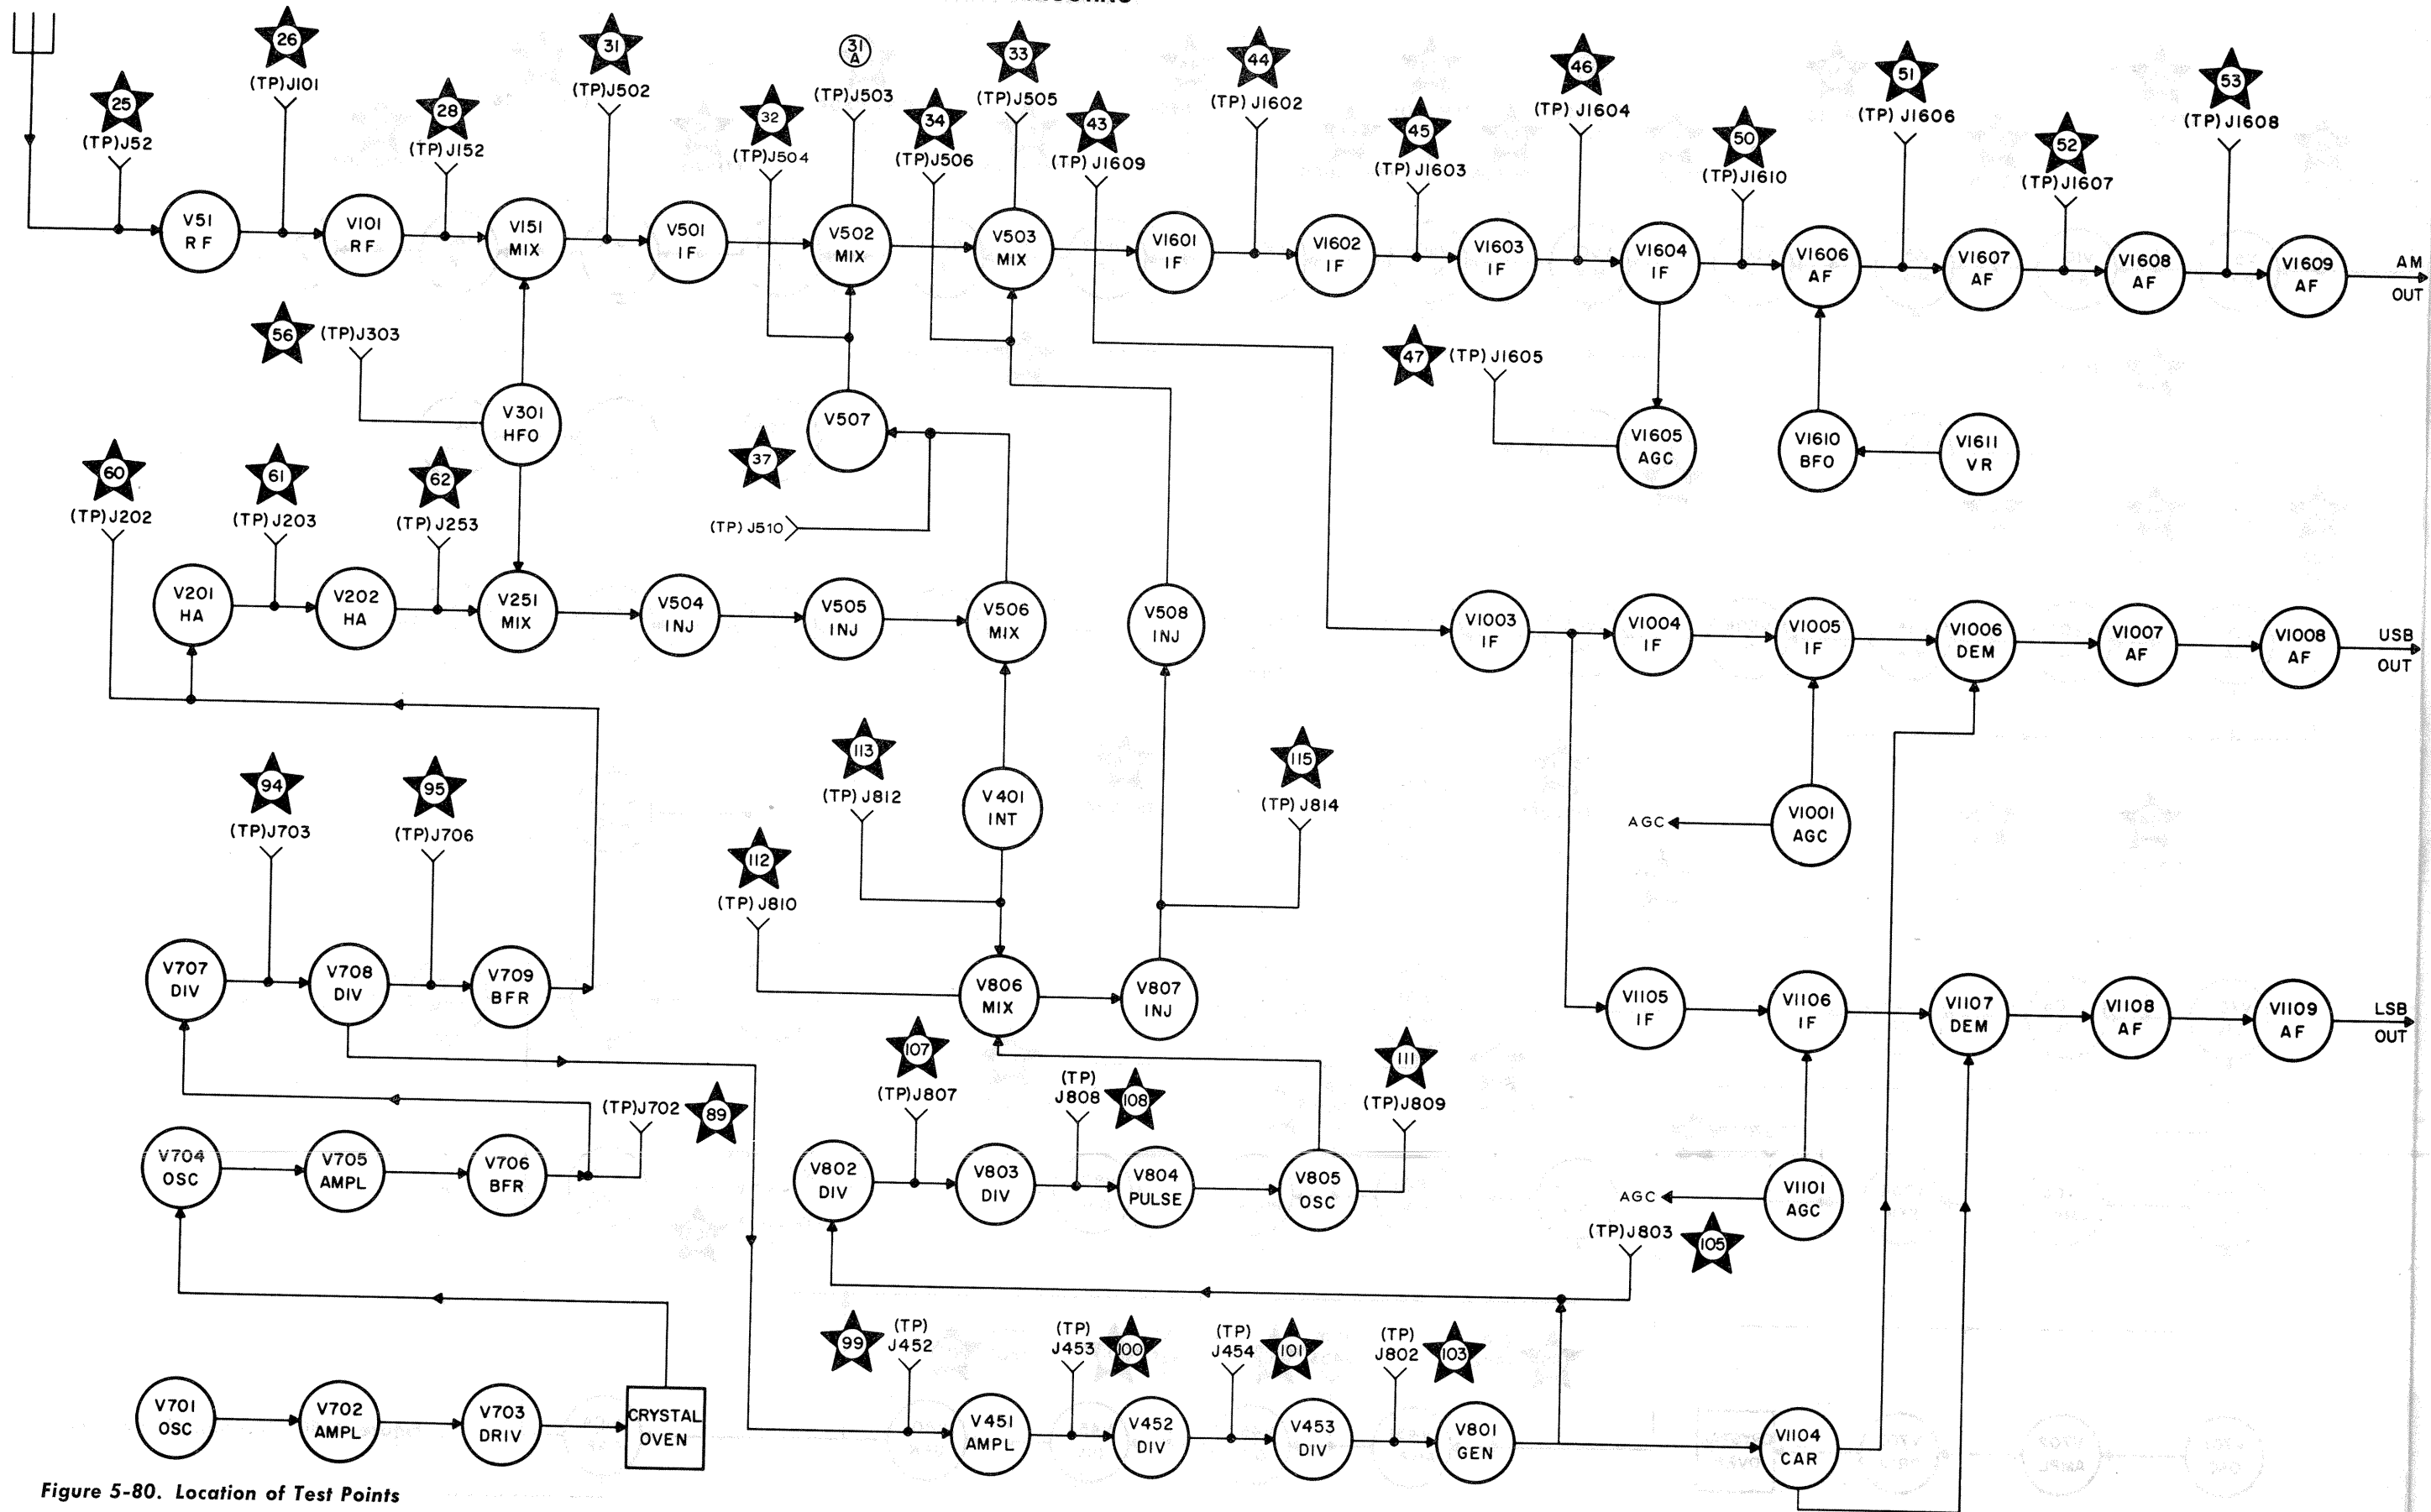 26
(TP)J101
31
(TP)J502
31
A
(TP)J503
33
(TP)J505
44
(TP) J1602
46
(TP) J1604
51
(TP) J1606
53
(TP) J1608
25
(TP)J52
28
(TP)J152
32
(TP)J504
34
(TP)J506
43
(TP) J1609
45
(TP) J1603
50
(TP)J1610
52
(TP)J1607
V51
RF
V101
RF
V151
MIX
V501
IF
V502
MIX
V503
MIX
V1601
IF
V1602
IF
V1603
IF
V1604
IF
V1606
AF
V1607
AF
V1608
AF
V1609
AF
AM
OUT
56
(TP)J303
47
(TP) J1605
V301
HFO
V507
V1605
AGC
V1610
BFO
V1611
VR
37
(TP) J510
60
(TP)J202
61
(TP)J203
62
(TP)J253
V201
HA
V202
HA
V251
MIX
V504
INJ
V505
INJ
V506
MIX
V508
INJ
V1003
IF
V1004
IF
V1005
IF
V1006
DEM
V1007
AF
V1008
AF
USB
OUT
94
(TP)J703
95
(TP)J706
113
(TP) J812
V401
INT
115
(TP) J814
112
(TP) J810
AGC
V1001
AGC
V707
DIV
V708
DIV
V709
BFR
V806
MIX
V807
INJ
V1105
IF
V1106
IF
V1107
DEM
V1108
AF
V1109
AF
LSB
OUT
107
(TP)J807
(TP)
J808
108
111
(TP)J809
(TP)J702
89
V704
OSC
V705
AMPL
V706
BFR
V802
DIV
V803
DIV
V804
PULSE
V805
OSC
AGC
V1101
AGC
(TP)J803
105
99
(TP)
J452
(TP)
J453
100
(TP)
J454
101
(TP)
J802
103
V701
OSC
V702
AMPL
V703
DRIV
CRYSTAL
OVEN
V451
AMPL
V452
DIV
V453
DIV
V801
GEN
V1104
CAR
Figure 5-80. Location of Test Points